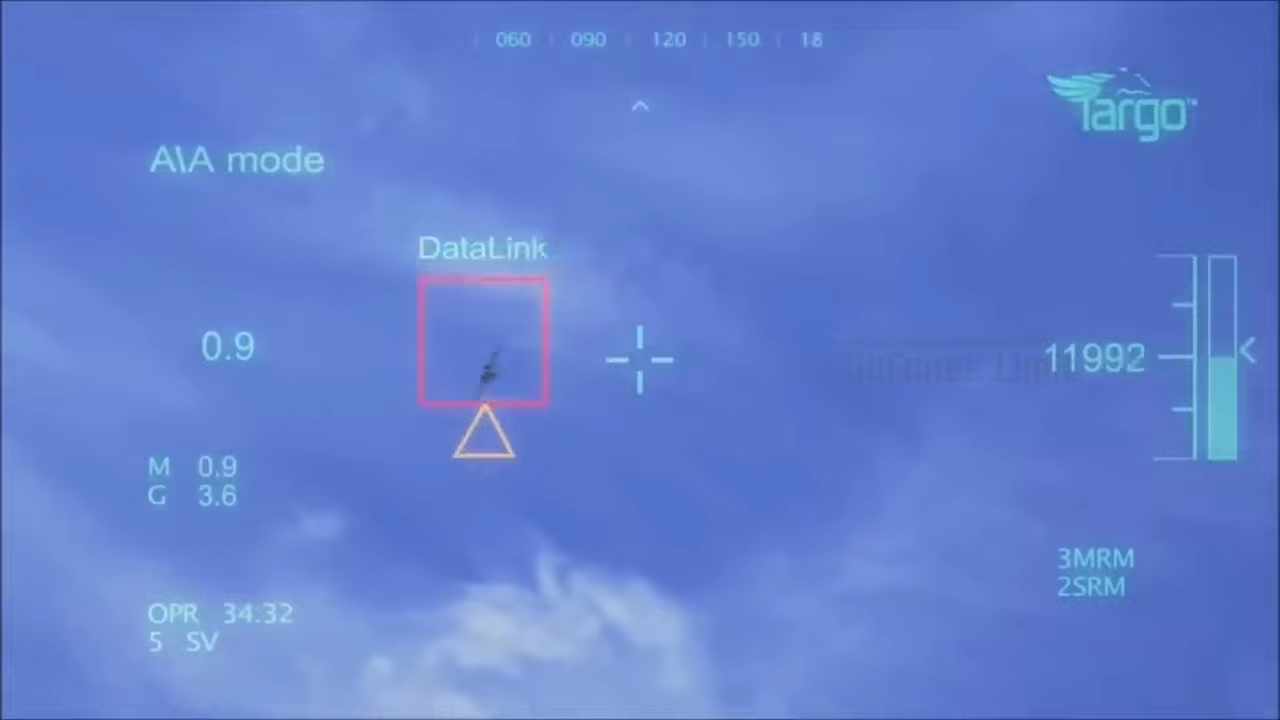 060 090 120 150 18
Targo™
A\A mode
DataLink
0.9
11992
M 0.9
G 3.6
3MRM
2SRM
OPR 34:32
5 SV